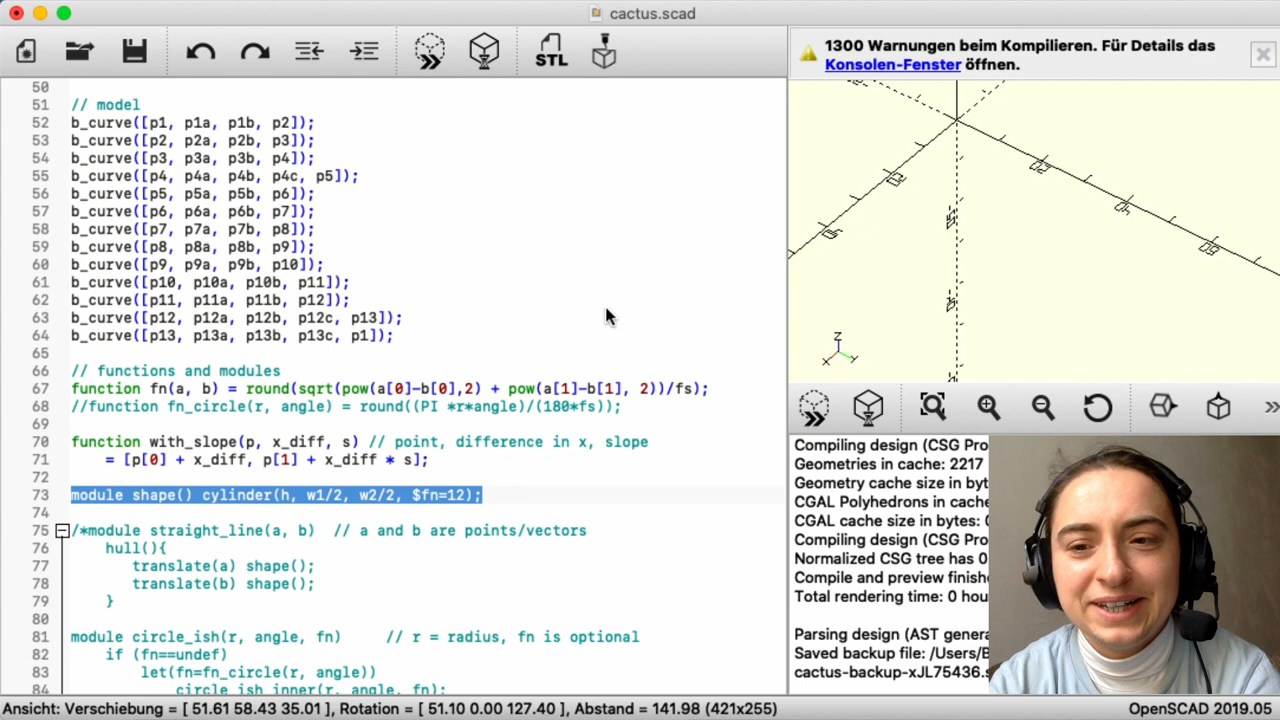 cactus.scad
STL
1300 Warnungen beim Kompilieren. Für Details das
Konsolen-Fenster öffnen.
50
51 // model
52 b_curve([p1, p1a, p1b, p2]);
53 b_curve([p2, p2a, p2b, p3]);
54 b_curve([p3, p3a, p3b, p4]);
55 b_curve([p4, p4a, p4b, p4c, p5]);
56 b_curve([p5, p5a, p5b, p6]);
57 b_curve([p6, p6a, p6b, p7]);
58 b_curve([p7, p7a, p7b, p8]);
59 b_curve([p8, p8a, p8b, p9]);
60 b_curve([p9, p9a, p9b, p10]);
61 b_curve([p10, p10a, p10b, p11]);
62 b_curve([p11, p11a, p11b, p12]);
63 b_curve([p12, p12a, p12b, p12c, p13]);
64 b_curve([p13, p13a, p13b, p13c, p1]);
65
66 // functions and modules
67 function fn(a, b) = round(sqrt(pow(a[0]-b[0],2) + pow(a[1]-b[1], 2))/fs);
68 //function fn_circle(r, angle) = round((PI *r*angle)/(180*fs));
69
70 function with_slope(p, x_diff, s) // point, difference in x, slope
71 = [p[0] + x_diff, p[1] + x_diff * s];
72
73 module shape() cylinder(h, w1/2, w2/2, $fn=12);
74
75 /*module straight_line(a, b) // a and b are points/vectors
76 hull(){
77 translate(a) shape();
78 translate(b) shape();
79 }
80
81 module circle_ish(r, angle, fn) // r = radius, fn is optional
82 if (fn==undef)
83 let(fn=fn_circle(r, angle))
84 circle_ish_inner(r, angle, fn);
Z
X
Y
Compiling design (CSG Pro
Geometries in cache: 2217
Geometry cache size in byt
CGAL Polyhedrons in cache
CGAL cache size in bytes: 0
Compiling design (CSG Pro
Normalized CSG tree has 0
Compile and preview finishe
Total rendering time: 0 hou
Parsing design (AST genera
Saved backup file: /Users/B
cactus-backup-xJL75436.s
Ansicht: Verschiebung = [ 51.61 58.43 35.01 ], Rotation = [ 51.10 0.00 127.40 ], Abstand = 141.98 (421x255)
OpenSCAD 2019.05